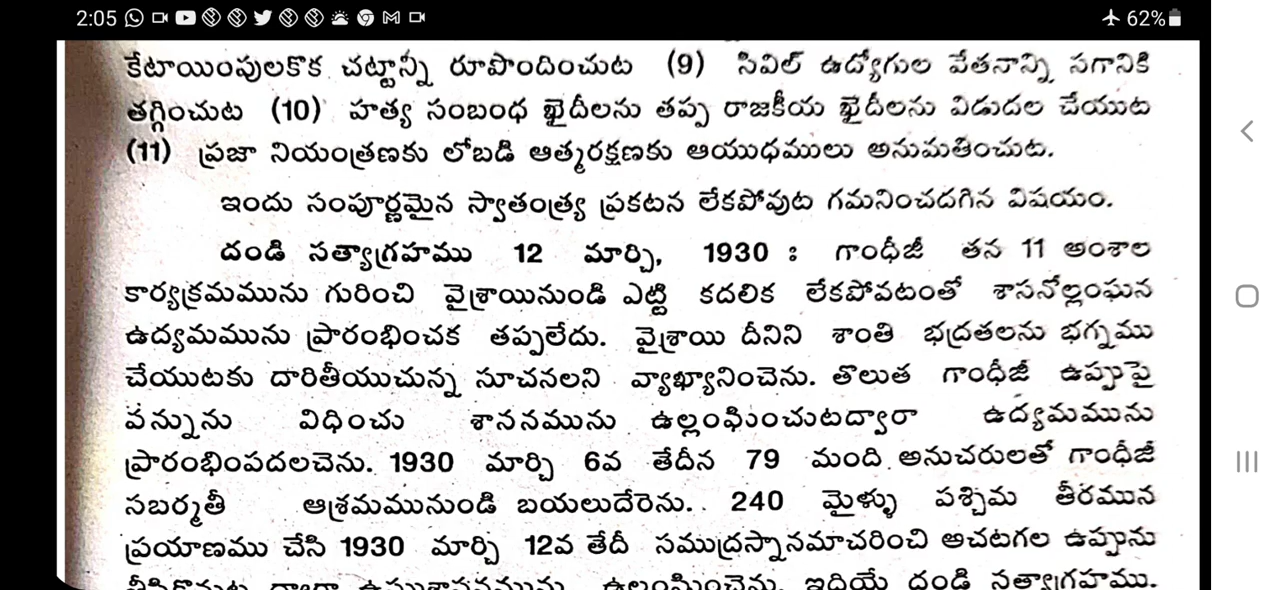 2:05
62%
కేటాయింపులకొక చట్టాన్నీ రూపొందించుట (9) సివిల్ ఉద్యోగుల వేతనాన్ని సగానికి
తగ్గించుట (10) హత్య సంబంధ ఖైదీలను తప్ప రాజకీయ ఖైదీలను విడుదల చేయుట
(11) ప్రజా నియంత్రణకు లోబడి ఆత్మరక్షణకు ఆయుధములు అనుమతించుట.
ఇందు సంపూర్ణమైన స్వాతంత్ర్య ప్రకటన లేకపోవుట గమనించదగిన విషయం.
దండి సత్యాగ్రహము 12 మార్చి, 1930 : గాంధీజీ తన 11 అంశాల
కార్యక్రమమును గురించి వైశ్రాయినుండి ఎట్టి కదలిక లేకపోవటంతో శాసనోల్లంఘన
ఉద్యమమును ప్రారంభించక తప్పలేదు. వైశ్రాయి దీనిని శాంతి భద్రతలను భగ్నము
చేయుటకు దారితీయుచున్న సూచనలని వ్యాఖ్యానించెను. తొలుత గాంధీజీ ఉప్పుపై
పన్నును విధించు శాసనమును ఉల్లంఘించుటద్వారా ఉద్యమమును
ప్రారంభింపదలచెను. 1930 మార్చి 6వ తేదీన 79 మంది అనుచరులతో గాంధీజీ
సబర్మతీ ఆశ్రమమునుండి బయలుదేరెను. 240 మైళ్ళు పశ్చిమ తీరమున
ప్రయాణము చేసి 1930 మార్చి 12వ తేదీ సముద్రస్నానమాచరించి అచటగల ఉప్పును
ఇదియే దండి సత్యాగ్రహము.